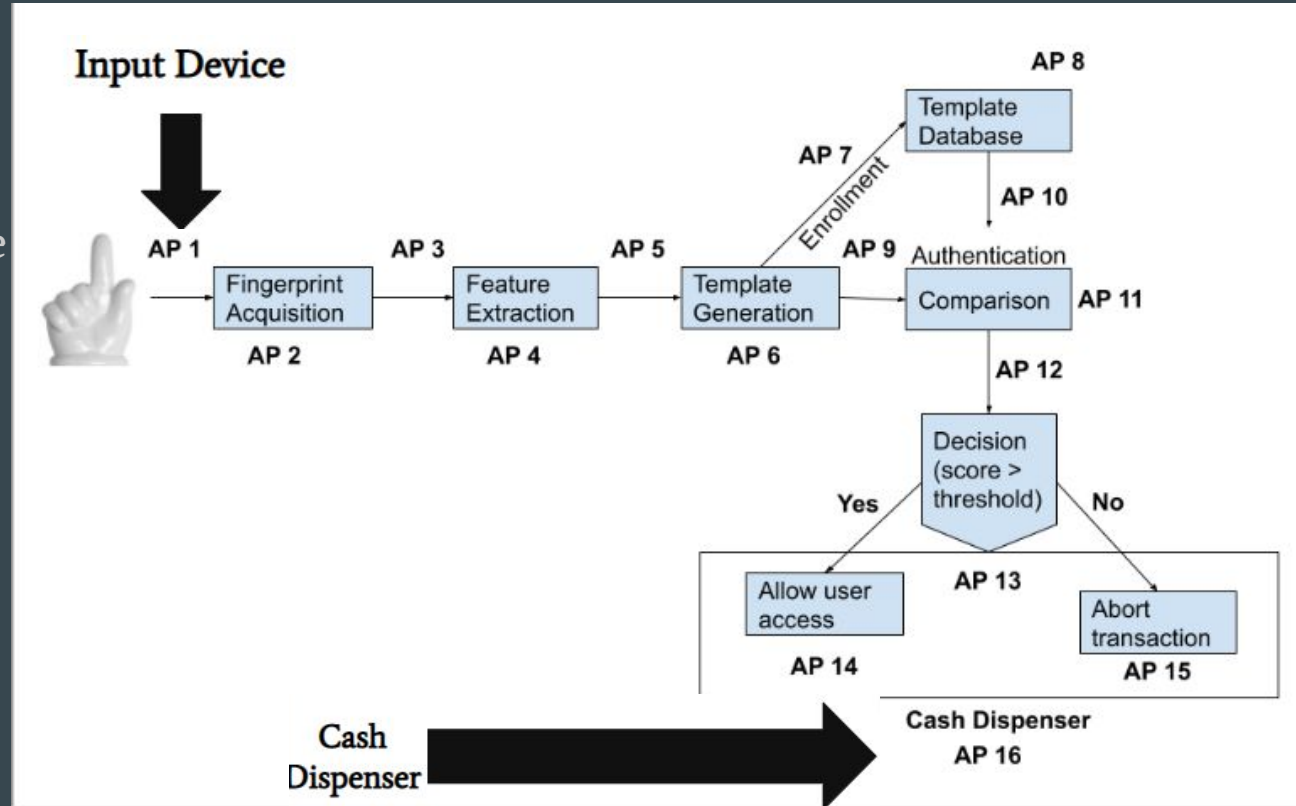 Input Device
AP 8
Template
Database
AP 7
Enrollment
AP 10
e
AP 1
AP 3
AP 5
AP 9
Authentication
Fingerprint
Acquisition
Feature
Extraction
Template
Generation
Comparison
AP 11
AP 2
AP 4
AP 6
AP 12
Decision
(score >
threshold)
Yes
No
AP 13
Allow user
access
Abort
transaction
AP 14
AP 15
Cash
Dispenser
Cash Dispenser
AP 16